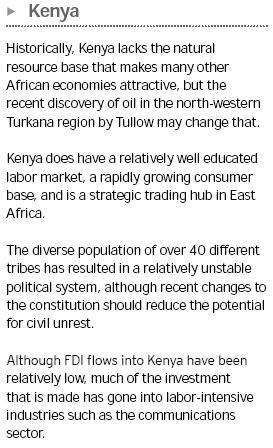 ► Kenya
Historically, Kenya lacks the natural
resource base that makes many other
African economies attractive, but the
recent discovery of oil in the north-western
Turkana region by Tullow may change that.
Kenya does have a relatively well educated
labor market, a rapidly growing consumer
base, and is a strategic trading hub in East
Africa.
The diverse population of over 40 different
tribes has resulted in a relatively unstable
political system, although recent changes to
the constitution should reduce the potential
for civil unrest.
Although FDI flows into Kenya have been
relatively low, much of the investment
that is made has gone into labor-intensive
industries such as the communications
sector.